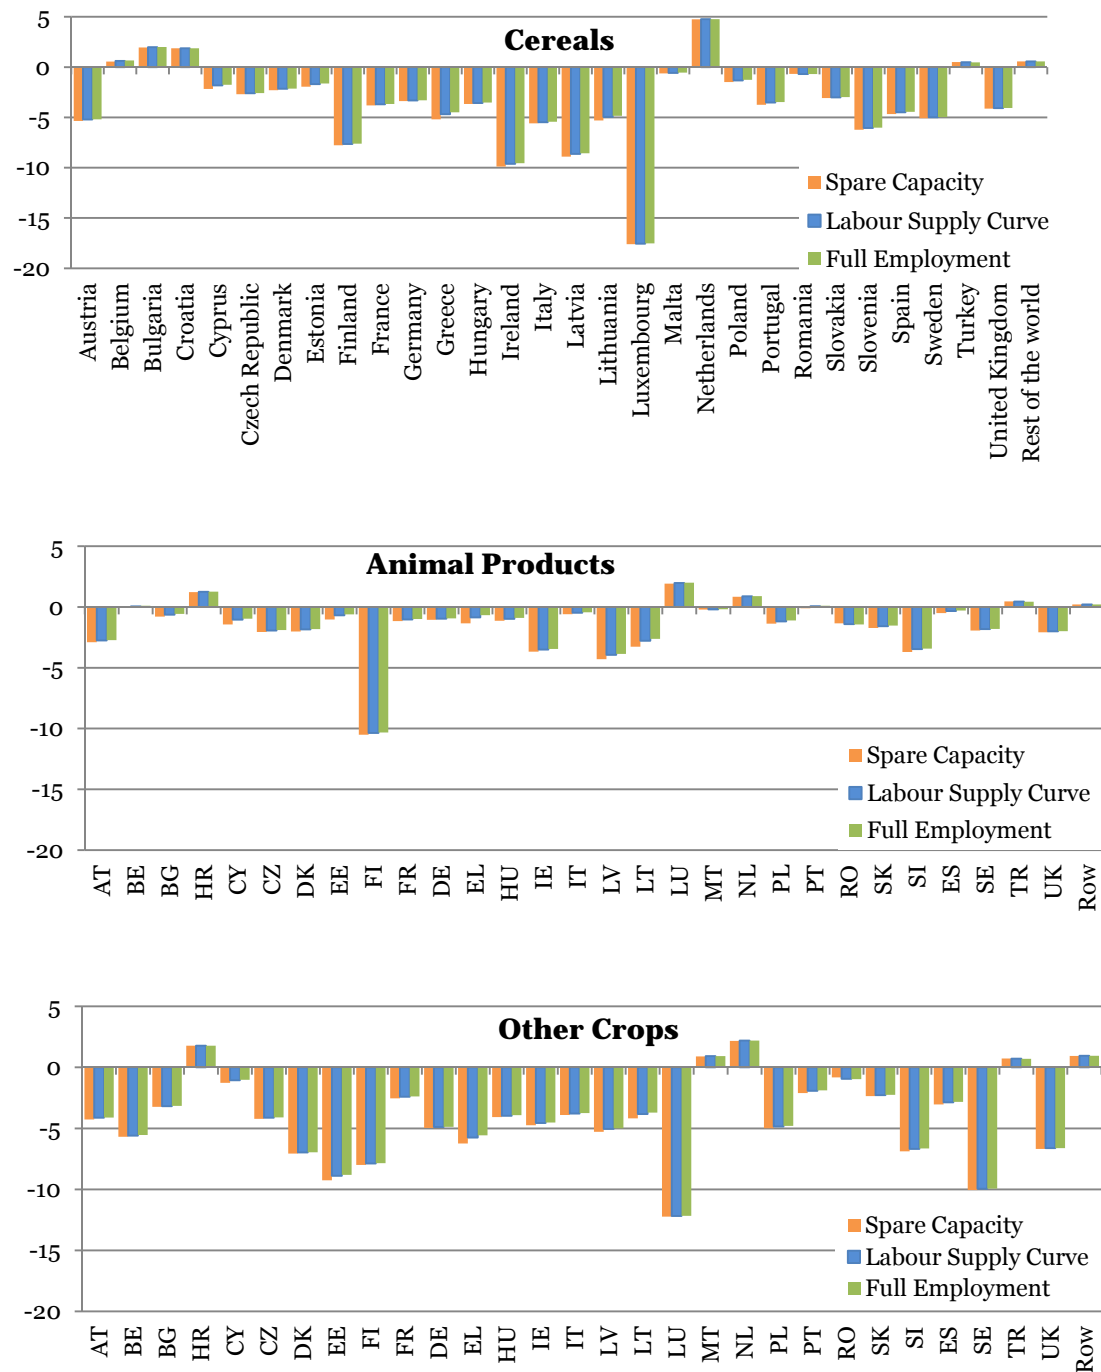 5
Cereals
0
-5
-10
Spare Capacity
-15
Labour Supply Curve
Full Employment
-20
Austria
Belgium
Bulgaria
Croatia
Cyprus
Czech Republic
Denmark
Estonia
Finland
France
Germany
Greece
Hungary
Ireland
Italy
Latvia
Lithuania
Luxembourg
Malta
Netherlands
Poland
Portugal
Romania
Slovakia
Slovenia
Spain
Sweden
Turkey
United Kingdom
Rest of the world
5
Animal Products
0
-5
-10
Spare Capacity
-15
Labour Supply Curve
Full Employment
-20
AT
BE
BG
HR
CY
CZ
DK
EE
FI
FR
DE
EL
HU
IE
IT
LV
LT
LU
MT
NL
PL
PT
RO
SK
SI
ES
SE
TR
UK
Row
5
Other Crops
0
-5
-10
Spare Capacity
-15
Labour Supply Curve
Full Employment
-20
AT
BE
BG
HR
CY
CZ
DK
EE
FI
FR
DE
EL
HU
IE
IT
LV
LT
LU
MT
NL
PL
PT
RO
SK
SI
ES
SE
TR
UK
Row